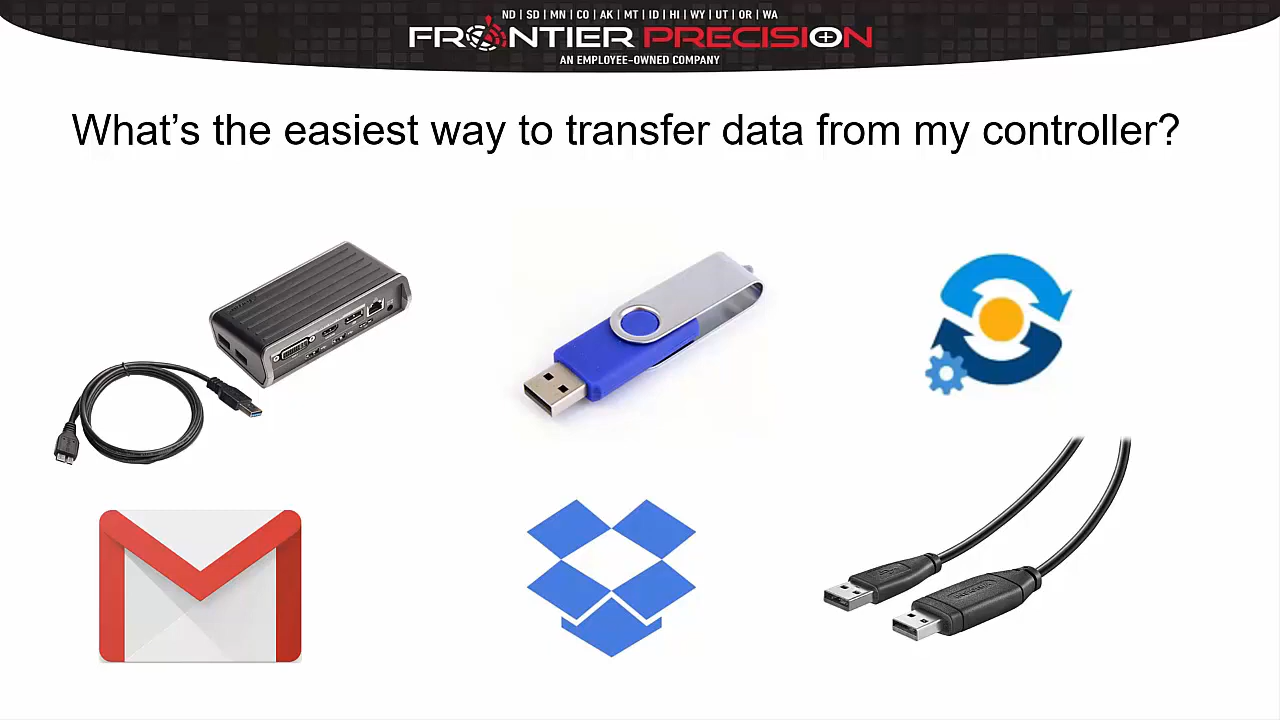 ND | SD | MN | CO | AK | MT | ID | HI | WY | UT | OR | WA
FRONTIER PRECISION
AN EMPLOYEE-OWNED COMPANY
What’s the easiest way to transfer data from my controller?